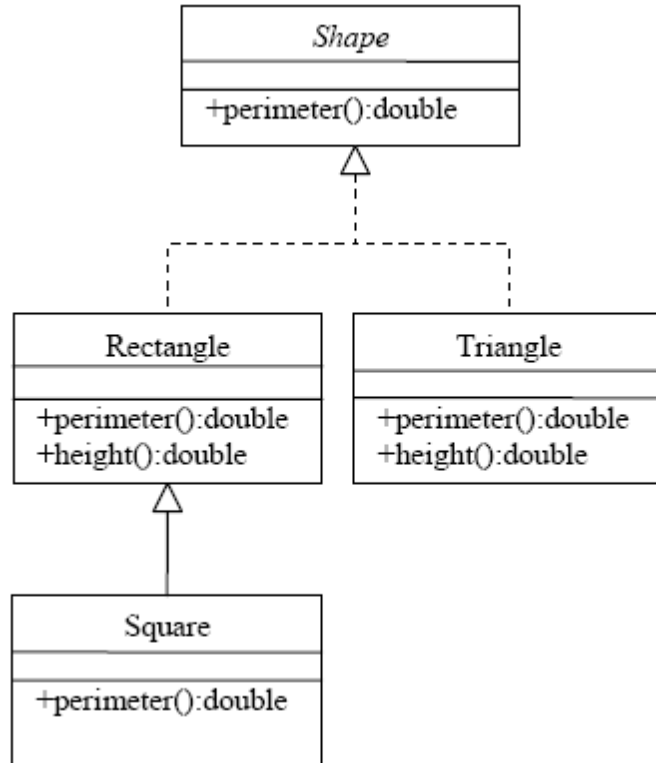 Shape
+perimeter():double
Rectangle
+perimeter():double
+height():double
Triangle
+perimeter():double
+height():double
Square
+perimeter():double